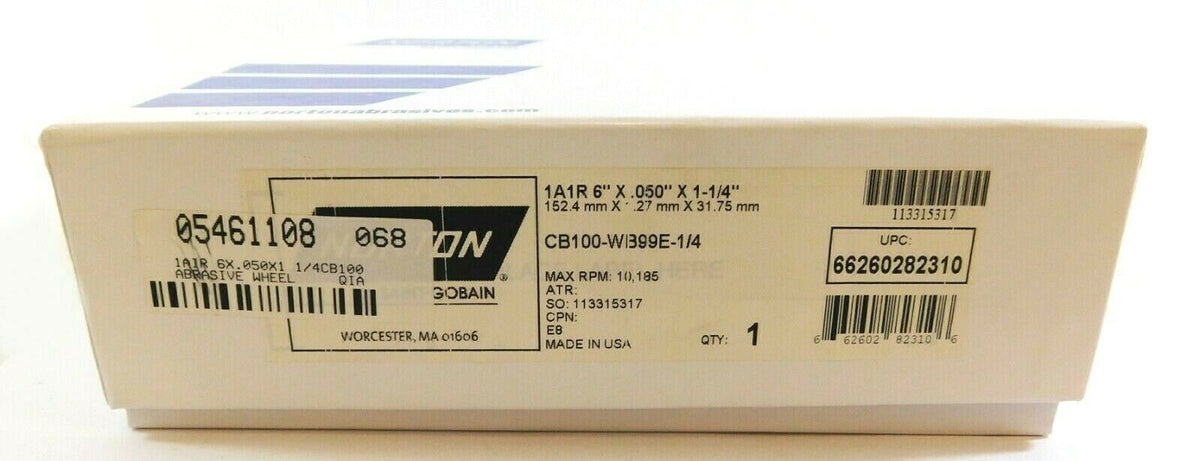 www.nortonabrasives.com
05461108 068
1A1R 6X.050X1 1/4CB100
ABRASIVE WHEEL QIA
GOBAIN
WORCESTER, MA 01606
1A1R 6" X .050" X 1-1/4"
152.4 mm X 1.27 mm X 31.75 mm
CB100-WB99E-1/4
MAX RPM: 10,185
ATR:
SO: 113315317
CPN:
E8
MADE IN USA
QTY: 1
113315317
UPC:
66260282310
6 62602 82310 6